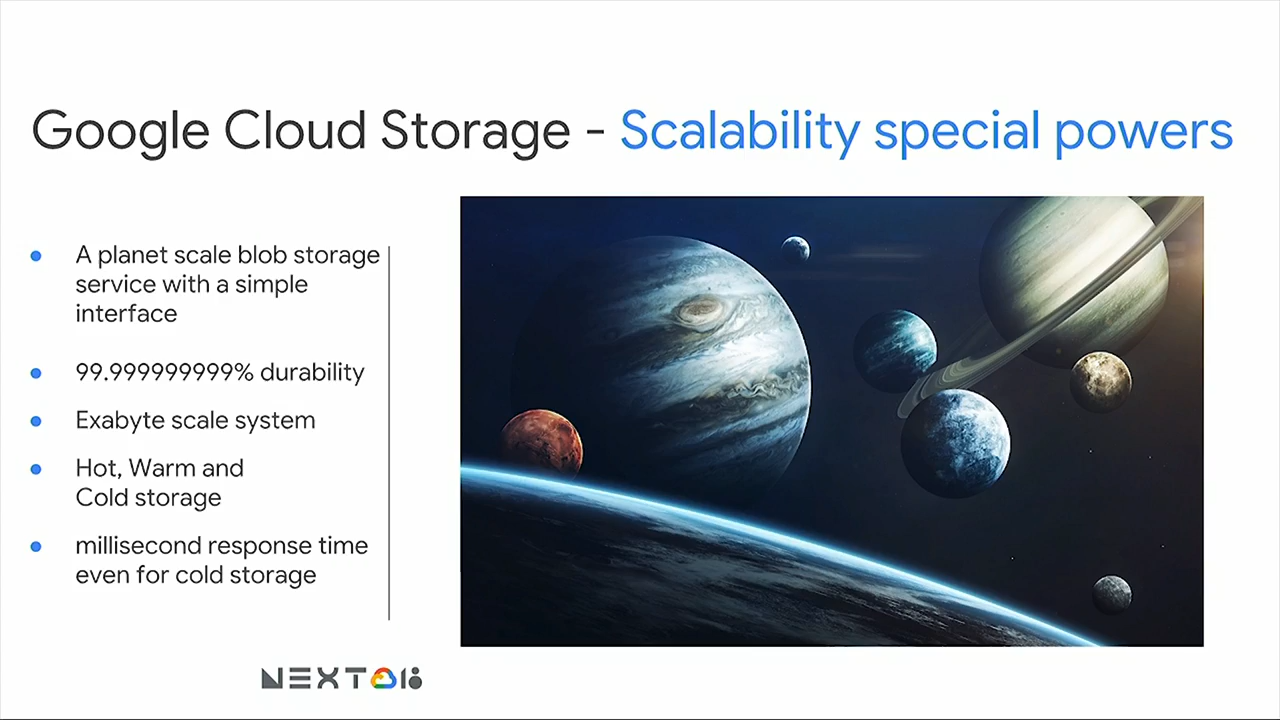 Google Cloud Storage - Scalability special powers
A planet scale blob storage
service with a simple
interface
99.999999999% durability
Exabyte scale system
Hot, Warm and
Cold storage
millisecond response time
even for cold storage
NEXT 18